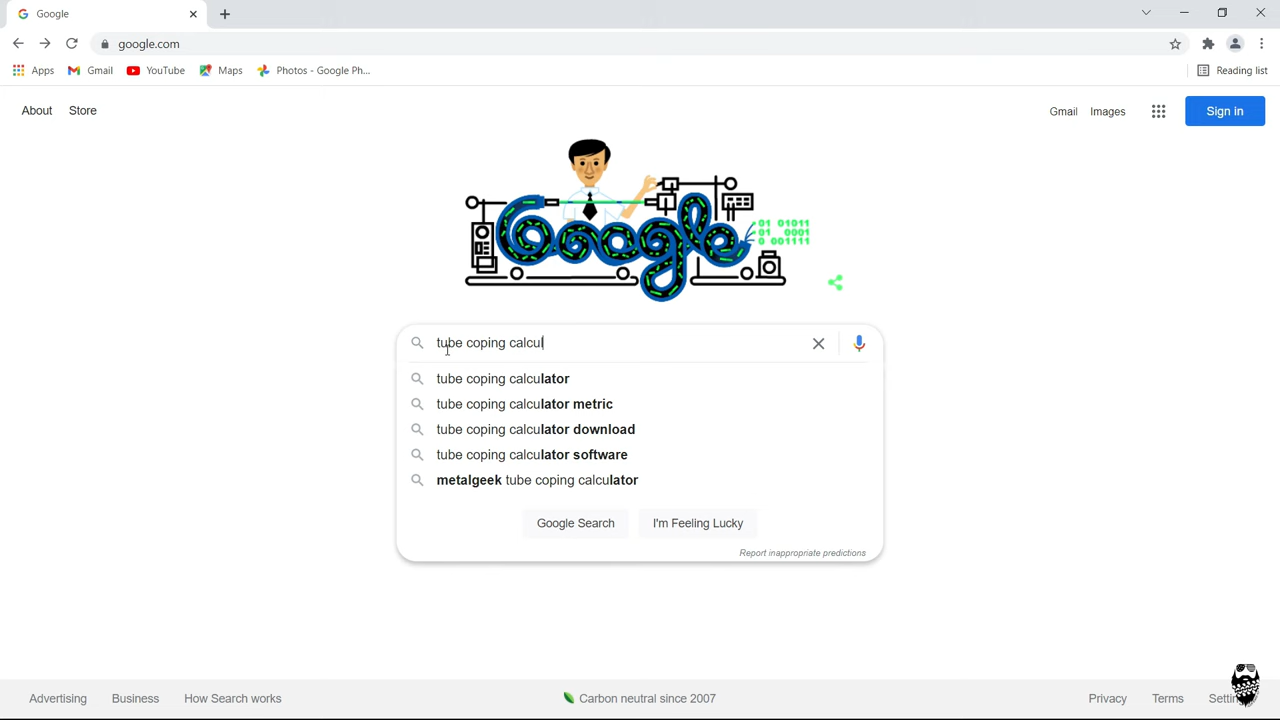 Google
google.com
Apps Gmail YouTube Maps Photos - Google Ph... Reading list
About Store Gmail Images Sign in
Google
01 01011
01 0001
0 001111
tube coping calcul
tube coping calculator
tube coping calculator metric
tube coping calculator download
tube coping calculator software
metalgeek tube coping calculator
Google Search I'm Feeling Lucky
Report inappropriate predictions
Advertising Business How Search works Carbon neutral since 2007 Privacy Terms